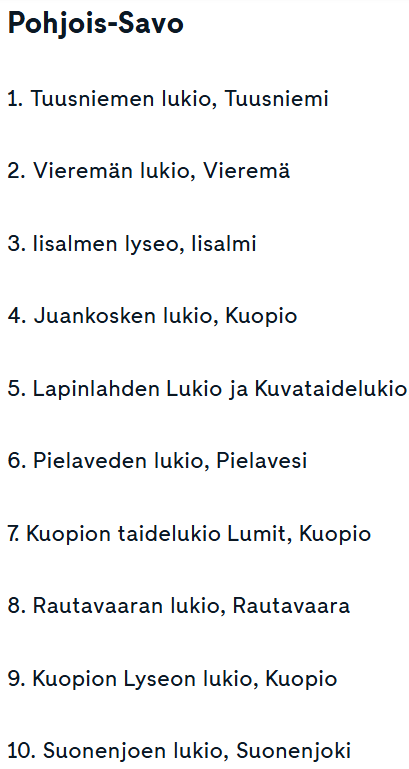 Pohjois-Savo
1. Tuusniemen lukio, Tuusniemi
2. Vieremän lukio, Vieremä
3. Iisalmen lyseo, Iisalmi
4. Juankosken lukio, Kuopio
5. Lapinlahden Lukio ja Kuvataidelukio
6. Pielaveden lukio, Pielavesi
7. Kuopion taidelukio Lumit, Kuopio
8. Rautavaaran lukio, Rautavaara
9. Kuopion Lyseon lukio, Kuopio
10. Suonenjoen lukio, Suonenjoki